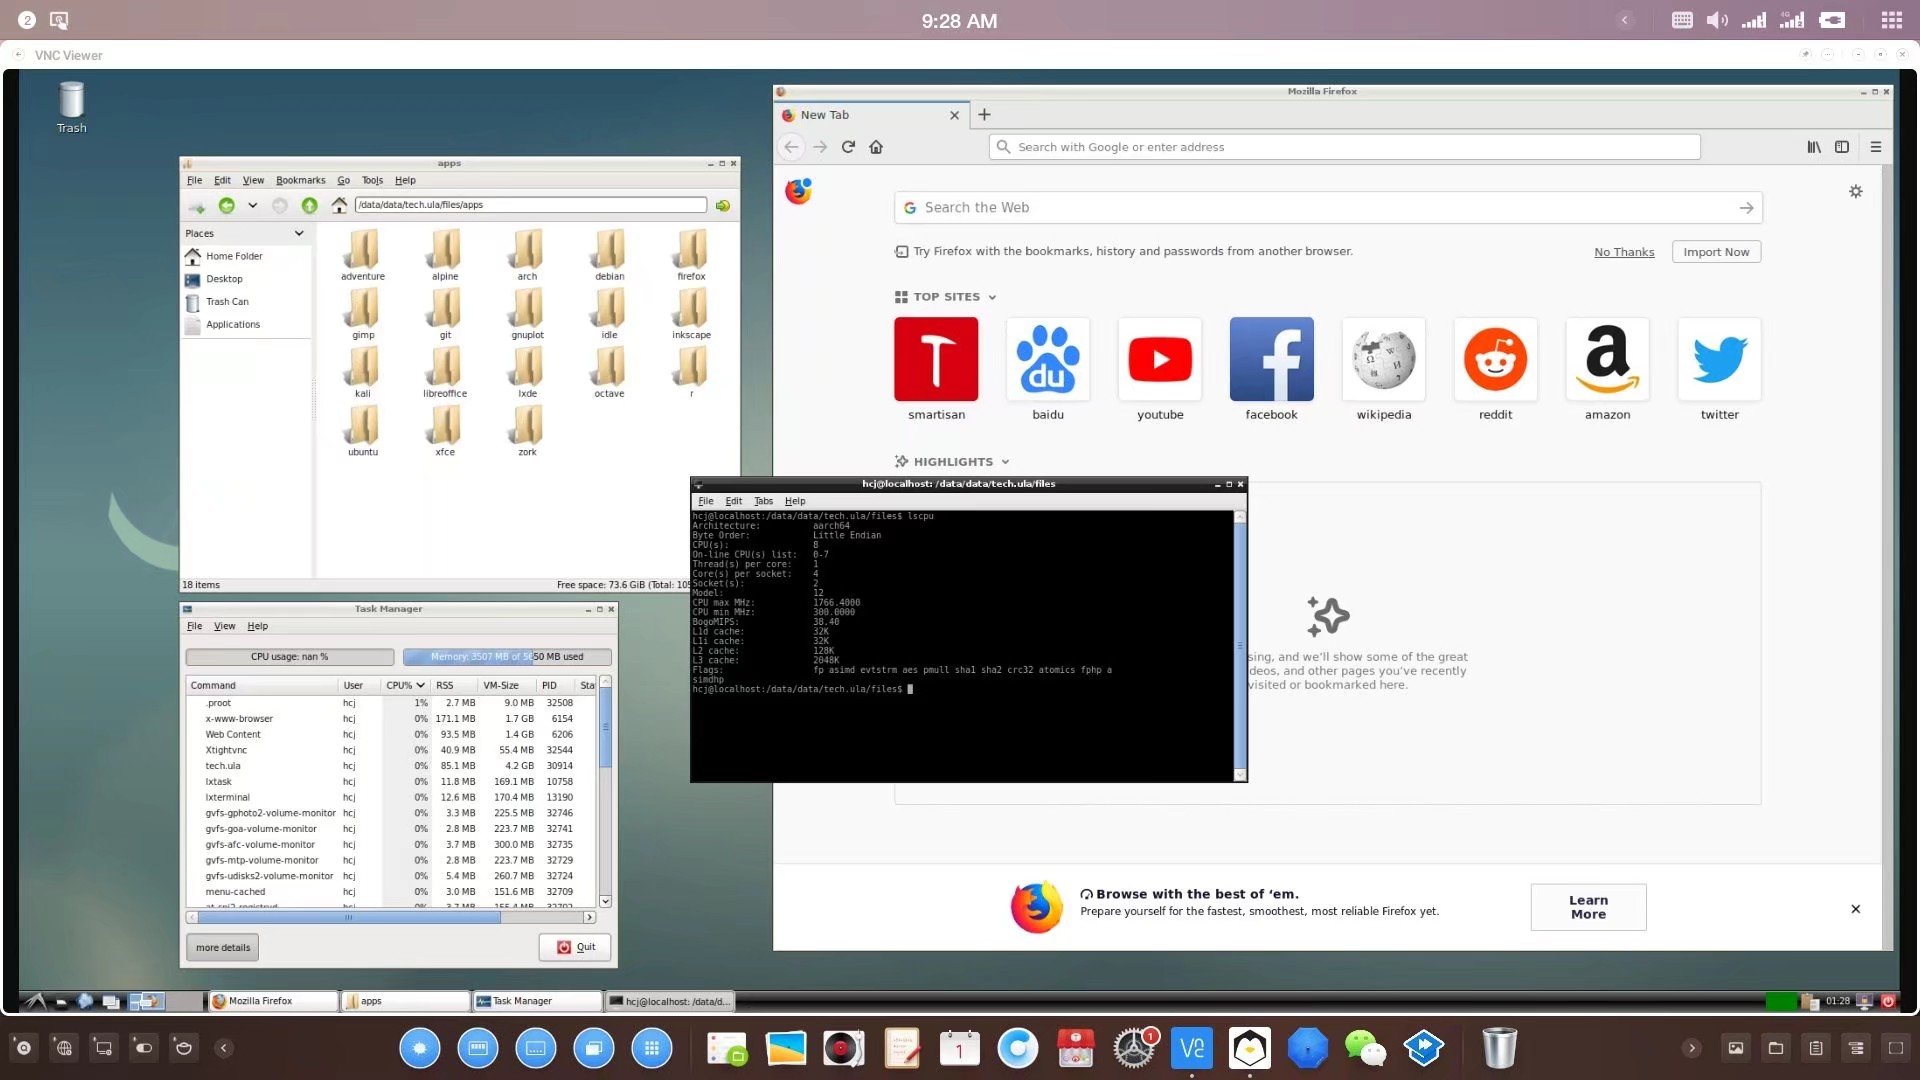 2
9:28 AM
4G
VNC Viewer
Trash
apps
File Edit View Bookmarks Go Tools Help
/data/data/tech.ula/files/apps
Places
Home Folder
Desktop
Trash Can
Applications
adventure alpine arch debian firefox
gimp git gnuplot idle inkscape
kali libreoffice lxde octave r
ubuntu xfce zork
18 items
Free space: 73.6 GiB (Total: 10
Mozilla Firefox
New Tab
Search with Google or enter address
Search the Web
Try Firefox with the bookmarks, history and passwords from another browser.
No Thanks
Import Now
TOP SITES
T
du
f
a
smartisan baidu youtube facebook wikipedia reddit amazon twitter
HIGHLIGHTS
sing, and we'll show some of the great
deos, and other pages you've recently
visited or bookmarked here.
Browse with the best of ‘em.
Prepare yourself for the fastest, smoothest, most reliable Firefox yet.
Learn
More
hcj@localhost: /data/data/tech.ula/files
File Edit Tabs Help
hcj@localhost:/data/data/tech.ula/files$ lscpu
Architecture: aarch64
Byte Order: Little Endian
CPU(s): 8
On-line CPU(s) list: 0-7
Thread(s) per core: 1
Core(s) per socket: 4
Socket(s): 2
Model: 12
CPU max MHz: 1766.4000
CPU min MHz: 300.0000
BogoMIPS: 38.40
L1d cache: 32K
L1i cache: 32K
L2 cache: 128K
L3 cache: 2048K
Flags: fp asimd evtstrm aes pmull sha1 sha2 crc32 atomics fphp a
simdhp
hcj@localhost:/data/data/tech.ula/files$
Task Manager
File View Help
CPU usage: nan %
Memory: 3507 MB of 5650 MB used
Command User CPU% RSS VM-Size PID Sta
.proot hcj 1% 2.7 MB 9.0 MB 32508
x-www-browser hcj 0% 171.1 MB 1.7 GB 6154
Web Content hcj 0% 93.5 MB 1.4 GB 6206
Xtightvnc hcj 0% 40.9 MB 55.4 MB 32544
tech.ula hcj 0% 85.1 MB 4.2 GB 30914
lxtask hcj 0% 11.8 MB 169.1 MB 10758
lxterminal hcj 0% 12.6 MB 170.4 MB 13190
gvfs-gphoto2-volume-monitor hcj 0% 3.3 MB 225.5 MB 32746
gvfs-goa-volume-monitor hcj 0% 2.8 MB 223.7 MB 32741
gvfs-afc-volume-monitor hcj 0% 3.7 MB 300.0 MB 32735
gvfs-mtp-volume-monitor hcj 0% 2.8 MB 223.7 MB 32729
gvfs-udisks2-volume-monitor hcj 0% 5.4 MB 260.7 MB 32724
menu-cached hcj 0% 3.0 MB 151.6 MB 32709
more details
Quit
Mozilla Firefox
apps
Task Manager
hcj@localhost: /data/d...
01:28
1
1